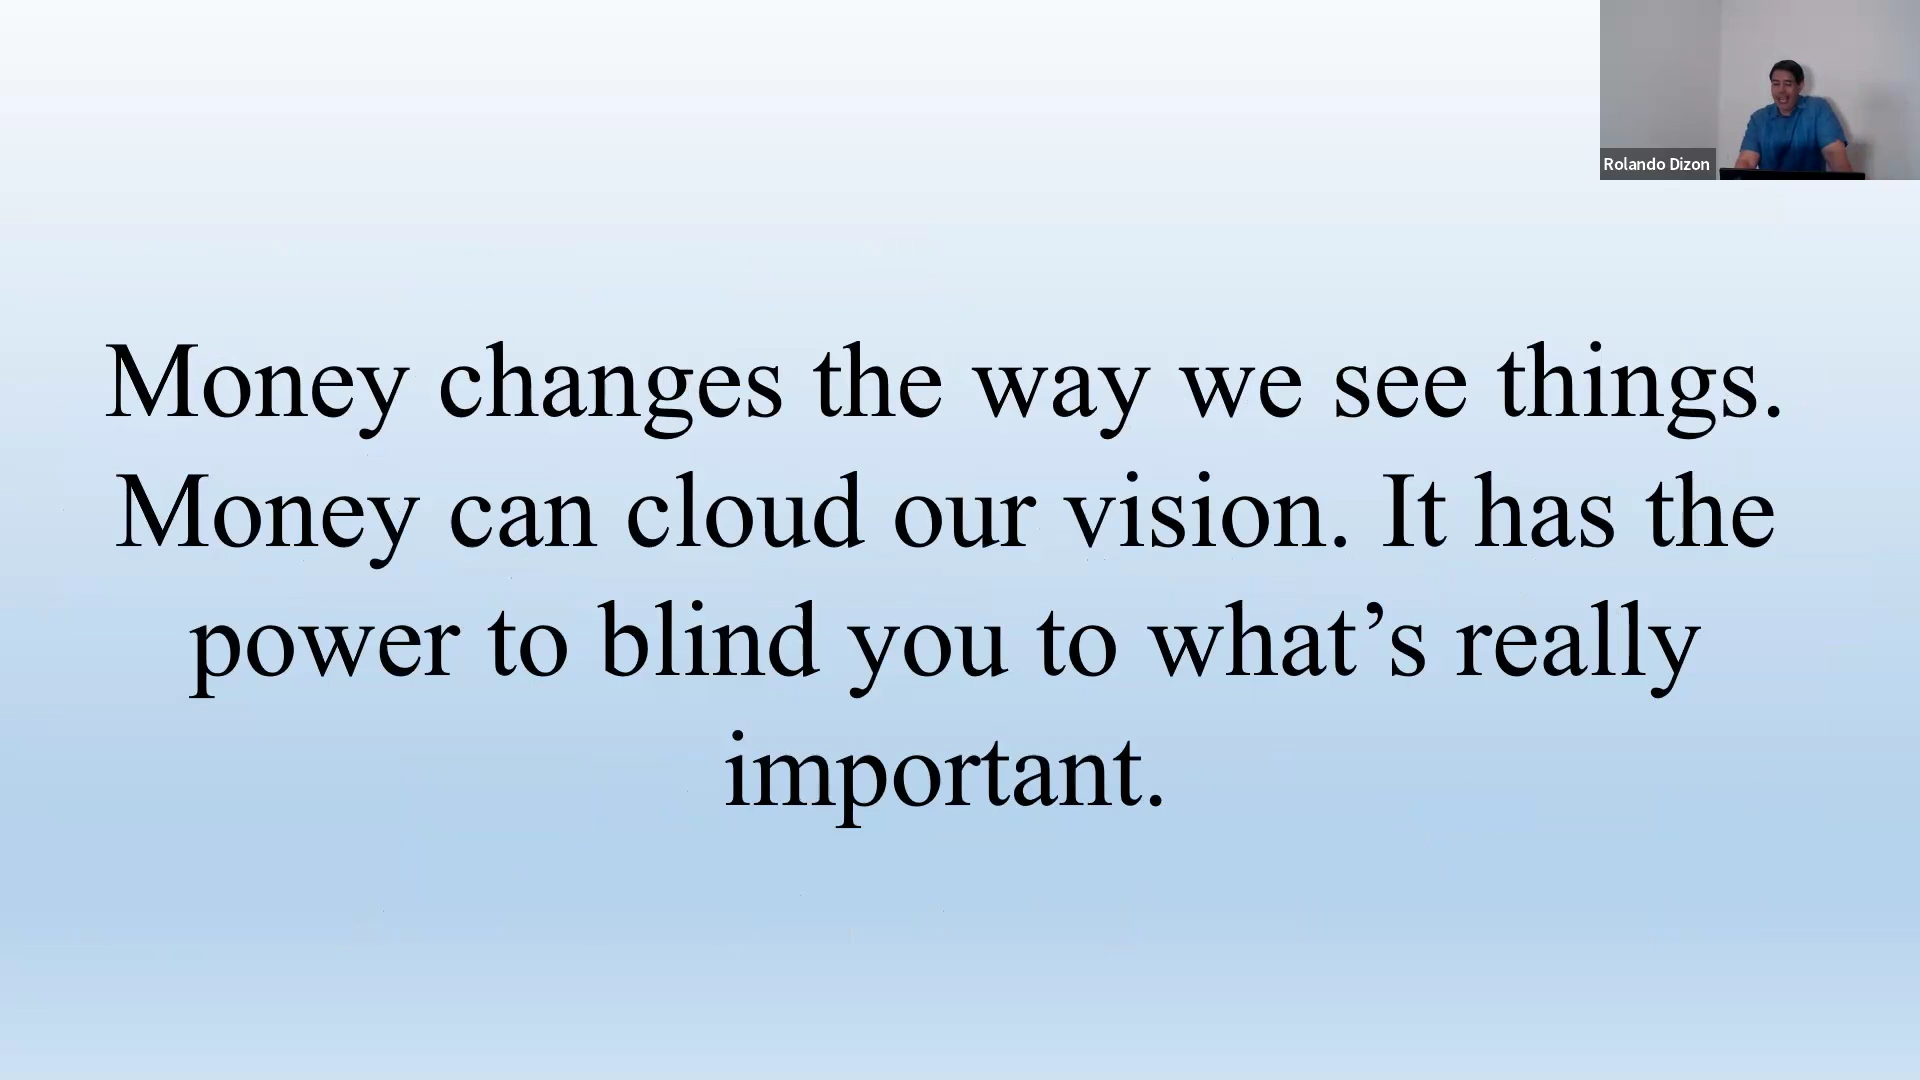 Rolando Dizon
Money changes the way we see things.
Money can cloud our vision. It has the
power to blind you to what’s really
important.